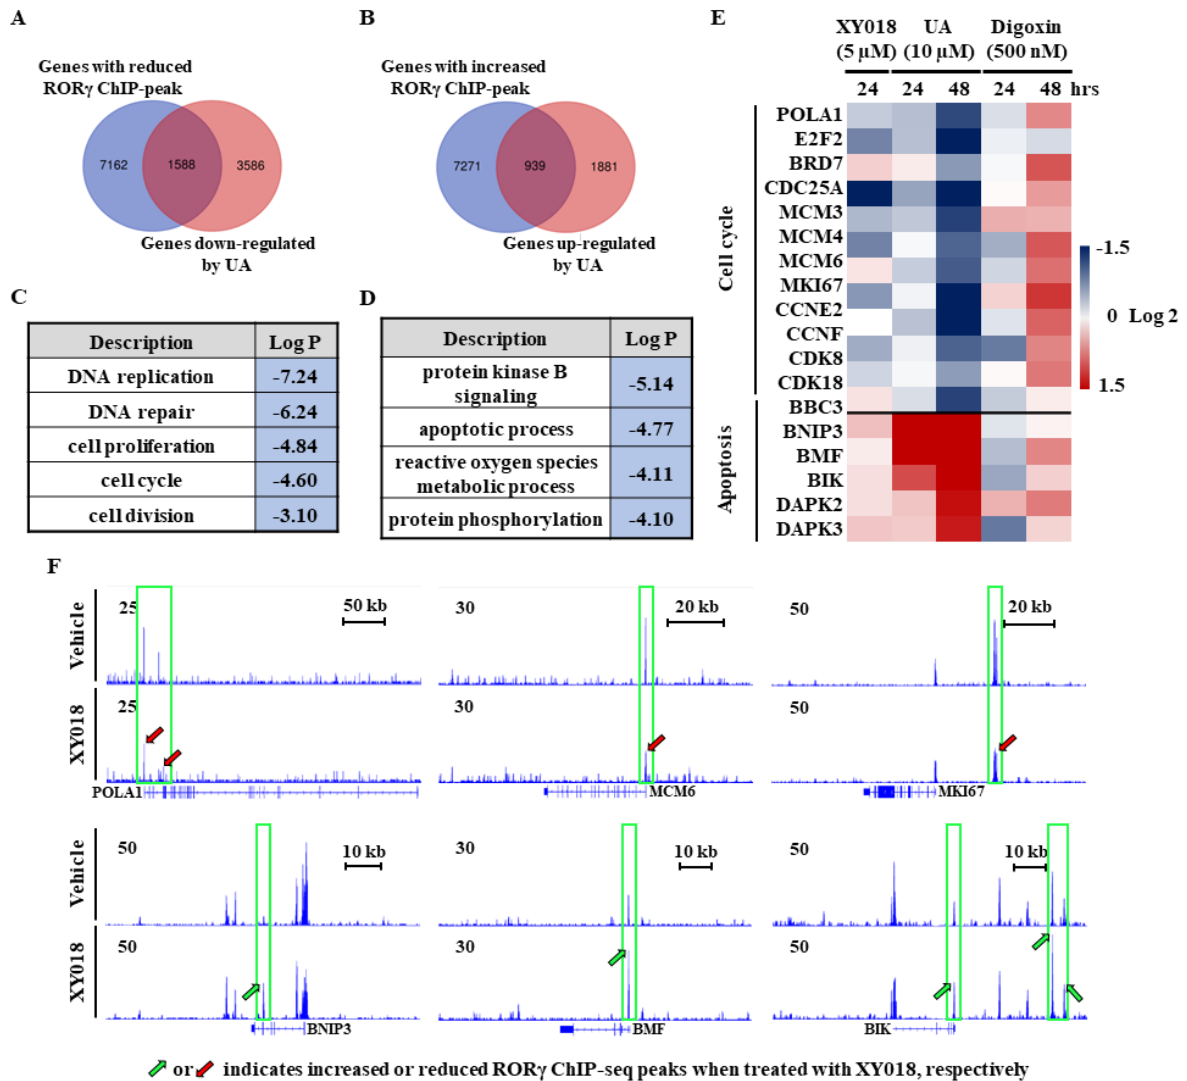 A
Genes with reduced
RORγ ChIP-peak
7162
1588
3586
Genes down-regulated
by UA
B
Genes with increased
RORγ ChIP-peak
7271
939
1881
Genes up-regulated
by UA
C
Description Log P
DNA replication -7.24
DNA repair -6.24
cell proliferation -4.84
cell cycle -4.60
cell division -3.10
D
Description Log P
protein kinase B
signaling -5.14
apoptotic process -4.77
reactive oxygen species
metabolic process -4.11
protein phosphorylation -4.10
E
XY018 UA Digoxin
(5 μM) (10 μM) (500 nM)
24 24 48 24 48 hrs
Cell cycle
POLA1
E2F2
BRD7
CDC25A
MCM3
MCM4
MCM6
MKI67
CCNE2
CCNF
CDK8
CDK18
Apoptosis
BBC3
BNIP3
BMF
BIK
DAPK2
DAPK3
-1.5
0 Log 2
1.5
F
Vehicle
25 50 kb
30 20 kb
50 20 kb
XY018
25
30
50
POLA1
MCM6
MKI67
Vehicle
50 10 kb
30 10 kb
50 10 kb
XY018
50
30
50
BNIP3
BMF
BIK
or indicates increased or reduced RORγ ChIP-seq peaks when treated with XY018, respectively